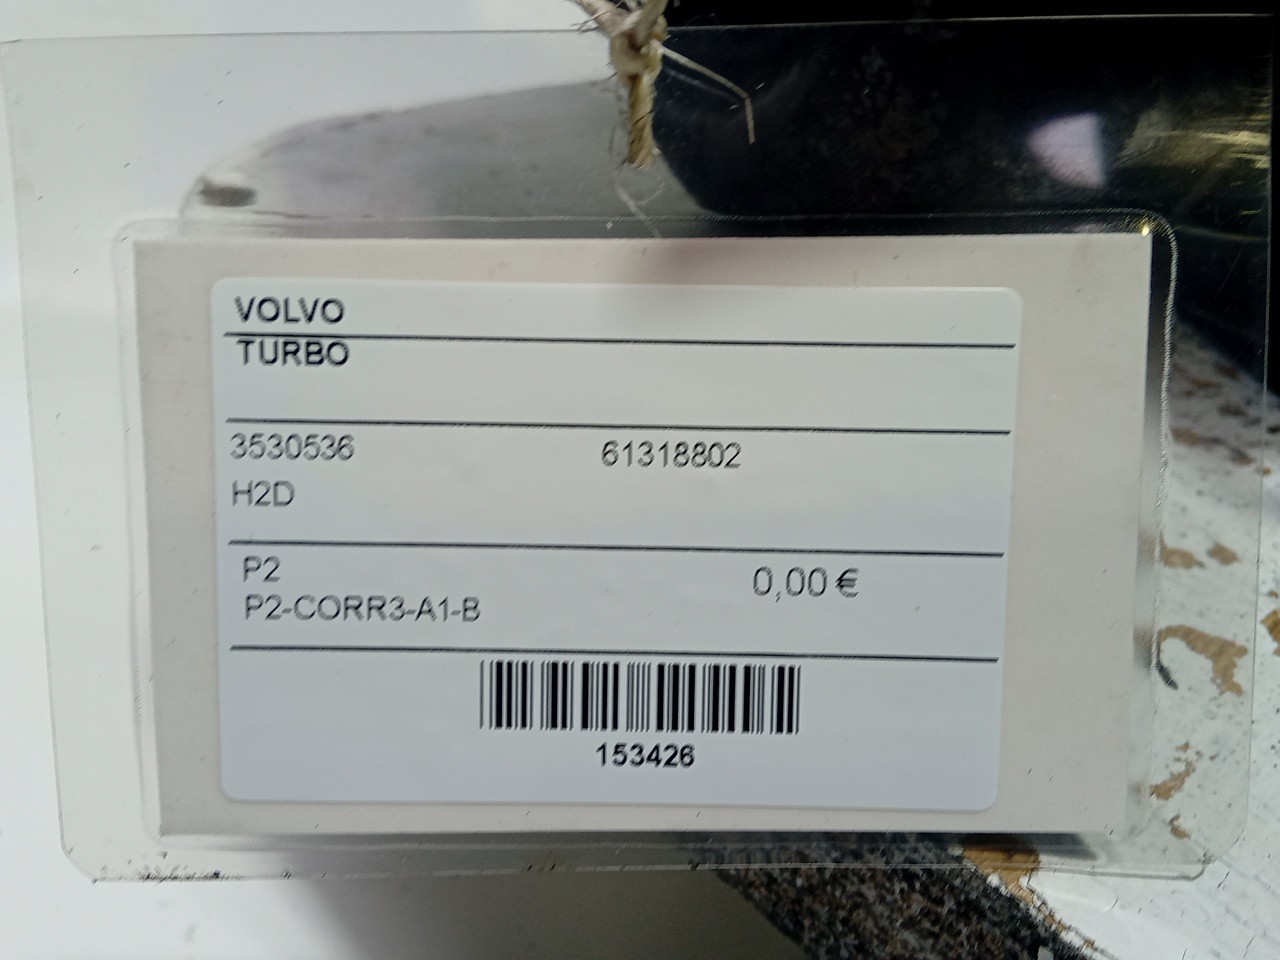 VOLVO
TURBO
3530536 61318802
H2D
P2 0,00 €
P2-CORR3-A1-B
153426